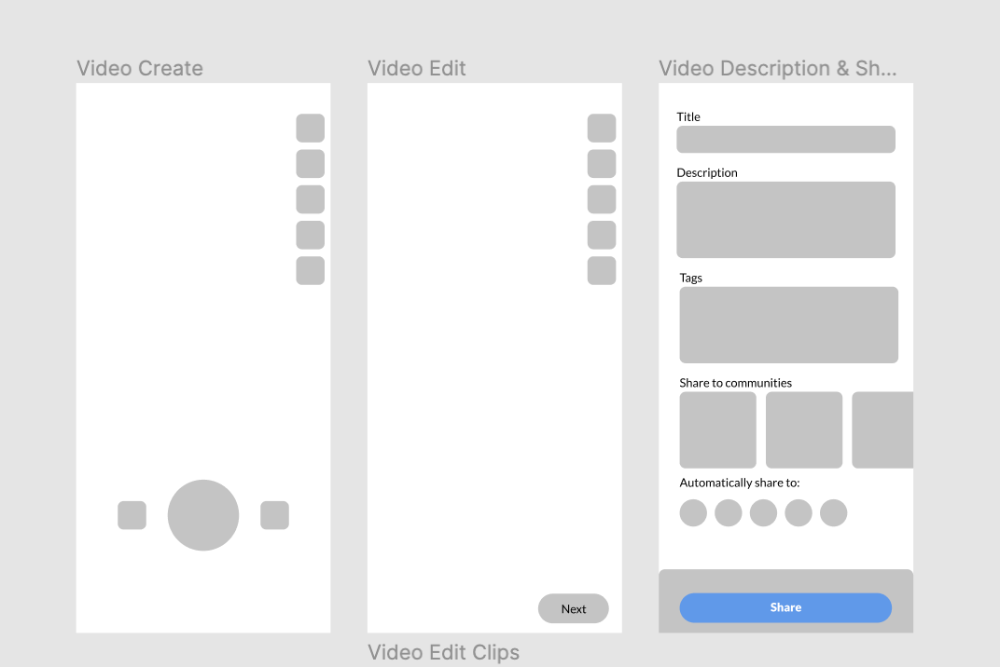 Video Create
Video Edit
Video Description & Sh...
Title
Description
Tags
Share to communities
Automatically share to:
Next
Share
Video Edit Clips